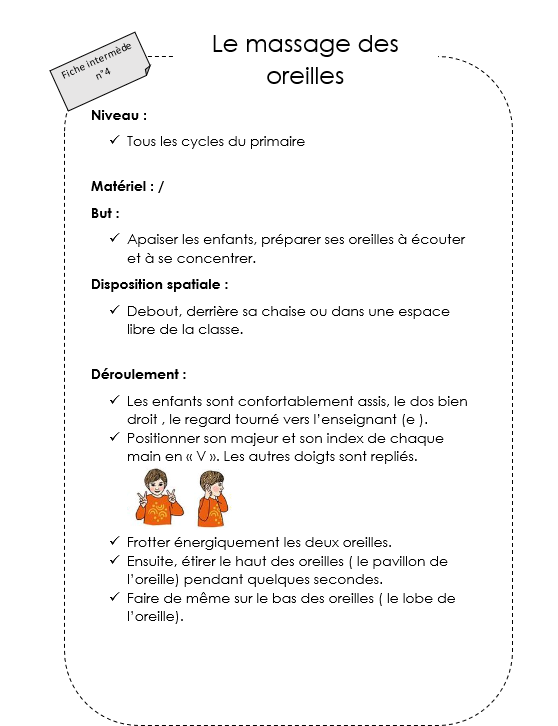 Fiche intermède
n°4
Le massage des
oreilles
Niveau :
✓ Tous les cycles du primaire
Matériel : /
But :
✓ Apaiser les enfants, préparer ses oreilles à écouter
et à se concentrer.
Disposition spatiale :
✓ Debout, derrière sa chaise ou dans une espace
libre de la classe.
Déroulement :
✓ Les enfants sont confortablement assis, le dos bien
droit , le regard tourné vers l’enseignant (e ).
✓ Positionner son majeur et son index de chaque
main en « V ». Les autres doigts sont repliés.
✓ Frotter énergiquement les deux oreilles.
✓ Ensuite, étirer le haut des oreilles ( le pavillon de
l’oreille) pendant quelques secondes.
✓ Faire de même sur le bas des oreilles ( le lobe de
l’oreille).